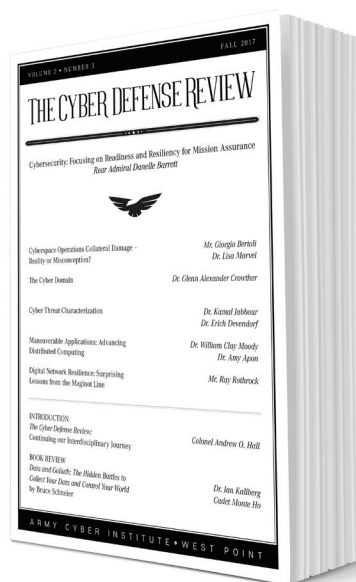 VOLUME 2 • NUMBER 3
FALL 2017
THE CYBER DEFENSE REVIEW
Cybersecurity: Focusing on Readiness and Resiliency for Mission Assurance
Rear Admiral Danelle Barrett
Cyberspace Operations Collateral Damage –
Reality or Misconception?
Mr. Giorgio Bertoli
Dr. Lisa Marvel
The Cyber Domain
Dr. Glenn Alexander Crowther
Cyber Threat Characterization
Dr. Kamal Jabbour
Dr. Erich Devendorf
Maneuverable Applications: Advancing
Distributed Computing
Dr. William Clay Moody
Dr. Amy Apon
Digital Network Resilience: Surprising
Lessons from the Maginot Line
Mr. Ray Rothrock
INTRODUCTION
The Cyber Defense Review:
Continuing our Interdisciplinary Journey
Colonel Andrew O. Hall
BOOK REVIEW
Data and Goliath: The Hidden Battles to
Collect Your Data and Control Your World
by Bruce Schneier
Dr. Jan Kallberg
Cadet Monte Ho
ARMY CYBER INSTITUTE • WEST POINT